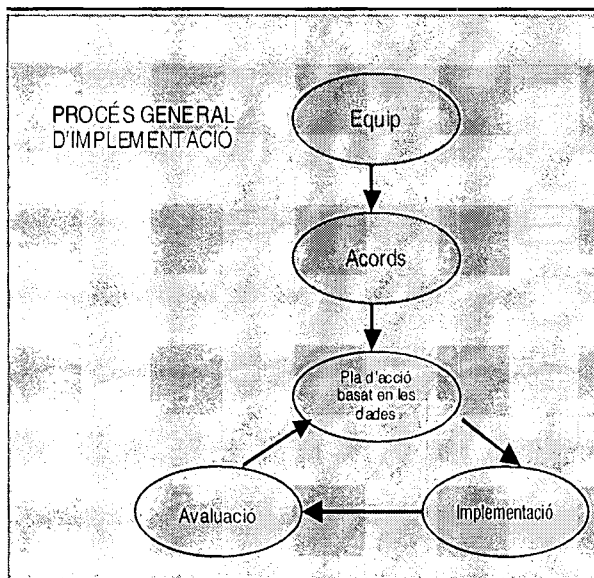 PROCÉS GENERAL
D'IMPLEMENTACIÓ
Equip
Acords
Pla d'acció
basat en les
dades
Avaluació
Implementació